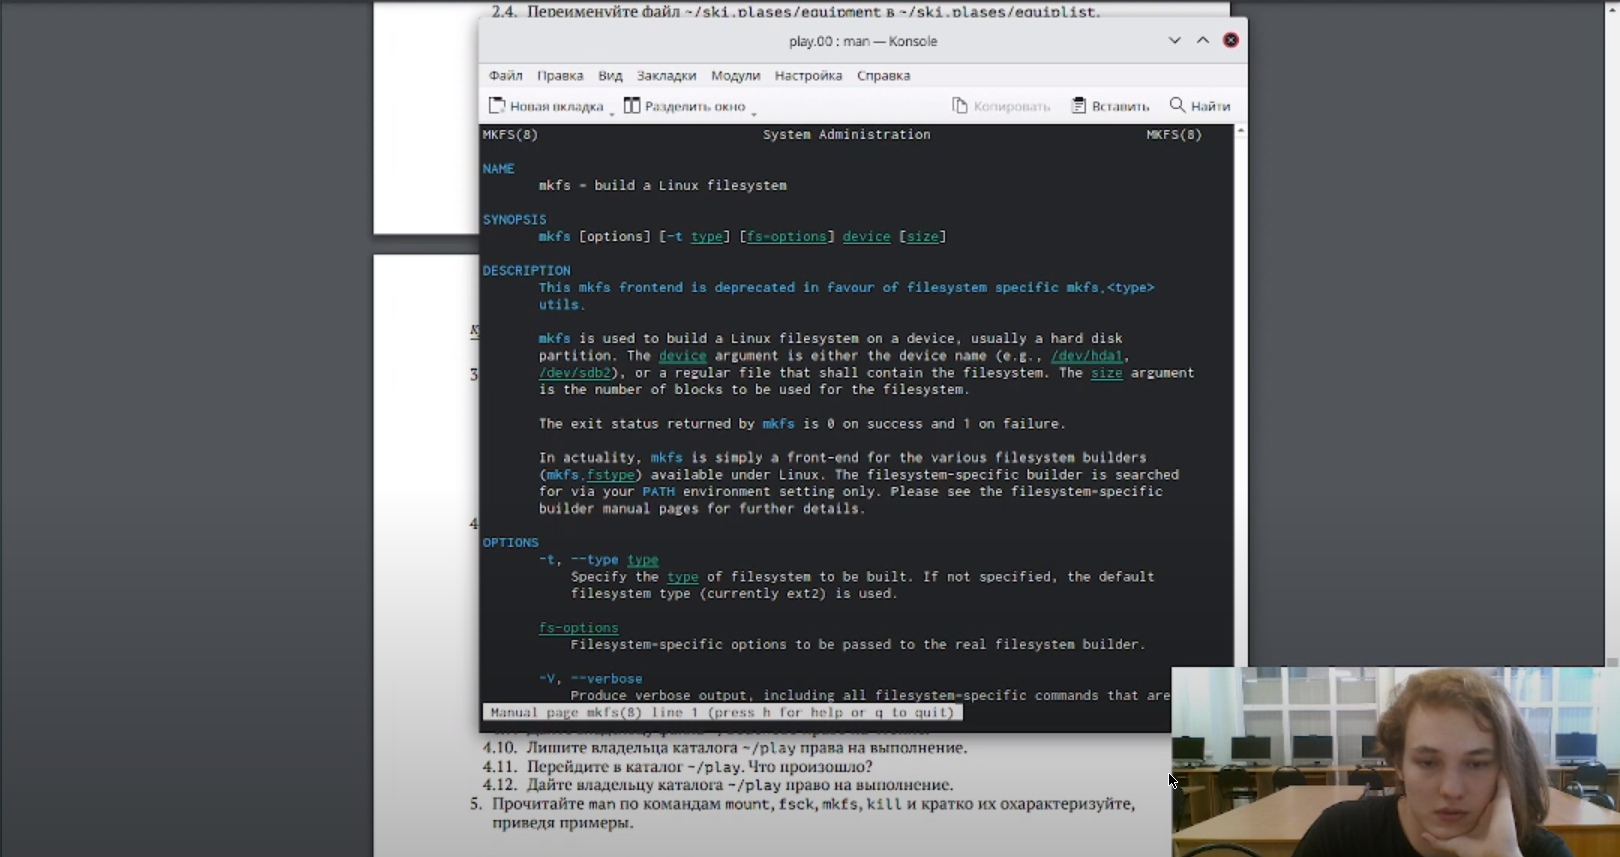 2.4. Переименуйте файл ~/ski.plases/equipment в ~/ski.plases/equiplist.
play.00 : man — Konsole
Файл Правка Вид Закладки Модули Настройка Справка
Новая вкладка Разделить окно Копировать Вставить Найти
MKFS(8) System Administration MKFS(8)
NAME
mkfs - build a Linux filesystem
SYNOPSIS
mkfs [options] [-t type] [fs-options] device [size]
DESCRIPTION
This mkfs frontend is deprecated in favour of filesystem specific mkfs.<type>
utils.
mkfs is used to build a Linux filesystem on a device, usually a hard disk
partition. The device argument is either the device name (e.g., /dev/hda1,
/dev/sdb2), or a regular file that shall contain the filesystem. The size argument
is the number of blocks to be used for the filesystem.
The exit status returned by mkfs is 0 on success and 1 on failure.
In actuality, mkfs is simply a front-end for the various filesystem builders
(mkfs.fstype) available under Linux. The filesystem-specific builder is searched
for via your PATH environment setting only. Please see the filesystem-specific
builder manual pages for further details.
OPTIONS
-t, --type type
Specify the type of filesystem to be built. If not specified, the default
filesystem type (currently ext2) is used.
fs-options
Filesystem-specific options to be passed to the real filesystem builder.
-V, --verbose
Produce verbose output, including all filesystem-specific commands that are
Manual page mkfs(8) line 1 (press h for help or q to quit)
3
4
4.10. Лишите владельца каталога ~/play права на выполнение.
4.11. Перейдите в каталог ~/play. Что произошло?
4.12. Дайте владельцу каталога ~/play право на выполнение.
5. Прочитайте man по командам mount, fsck, mkfs, kill и кратко их охарактеризуйте,
приведя примеры.